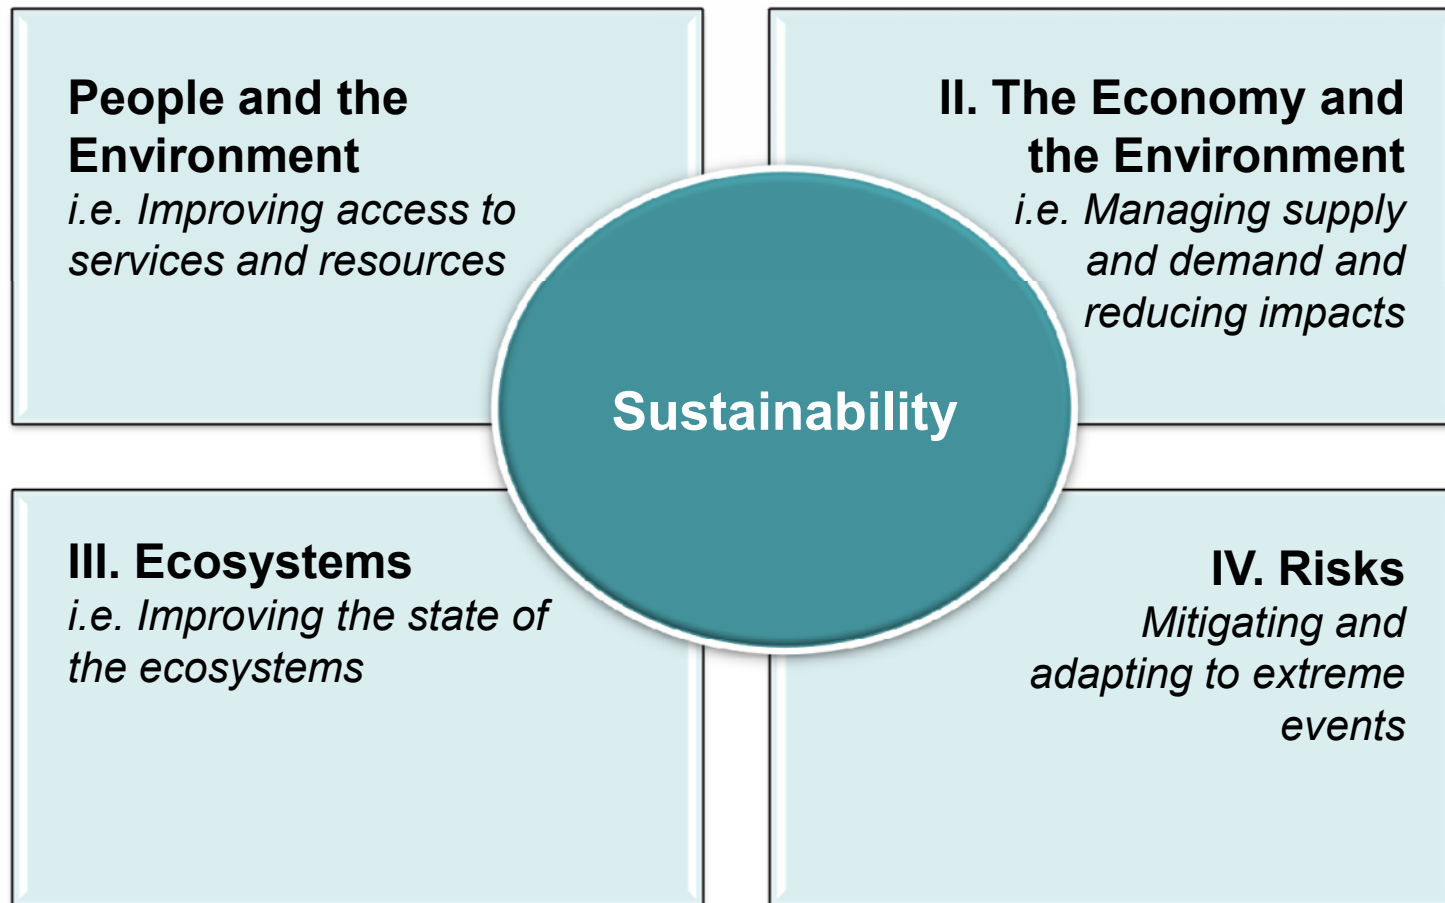 People and the
Environment
i.e. Improving access to
services and resources
II. The Economy and
the Environment
i.e. Managing supply
and demand and
reducing impacts
Sustainability
III. Ecosystems
i.e. Improving the state of
the ecosystems
IV. Risks
Mitigating and
adapting to extreme
events